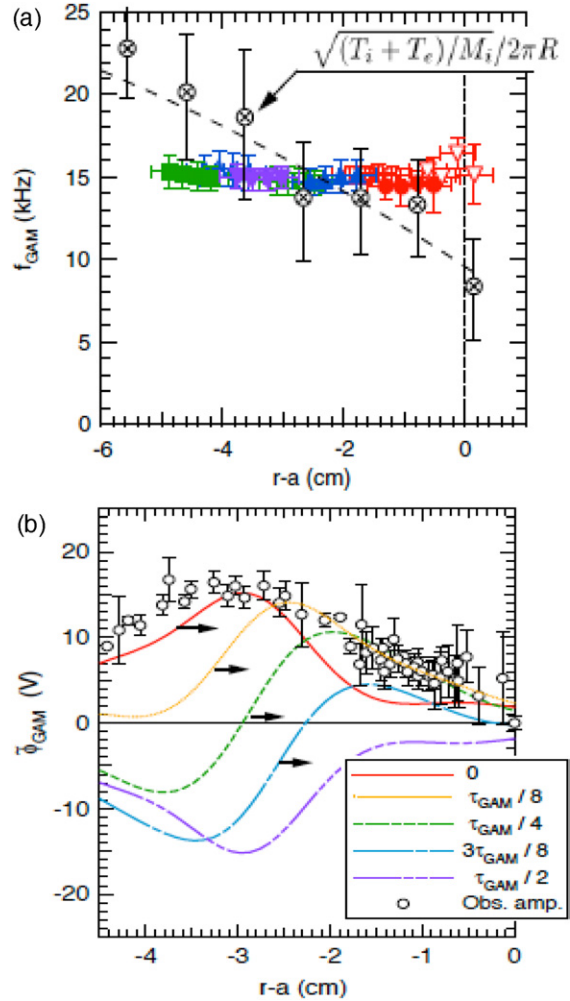 (a)
25
√(T_i + T_e)/M_i/2πR
20
15
10
5
0
f_GAM (kHz)
-6 -4 -2 0
r-a (cm)
(b)
20
10
0
-10
-20
ϕ̃_GAM (V)
0
τ_GAM / 8
τ_GAM / 4
3τ_GAM / 8
τ_GAM / 2
Obs. amp.
-4 -3 -2 -1 0
r-a (cm)